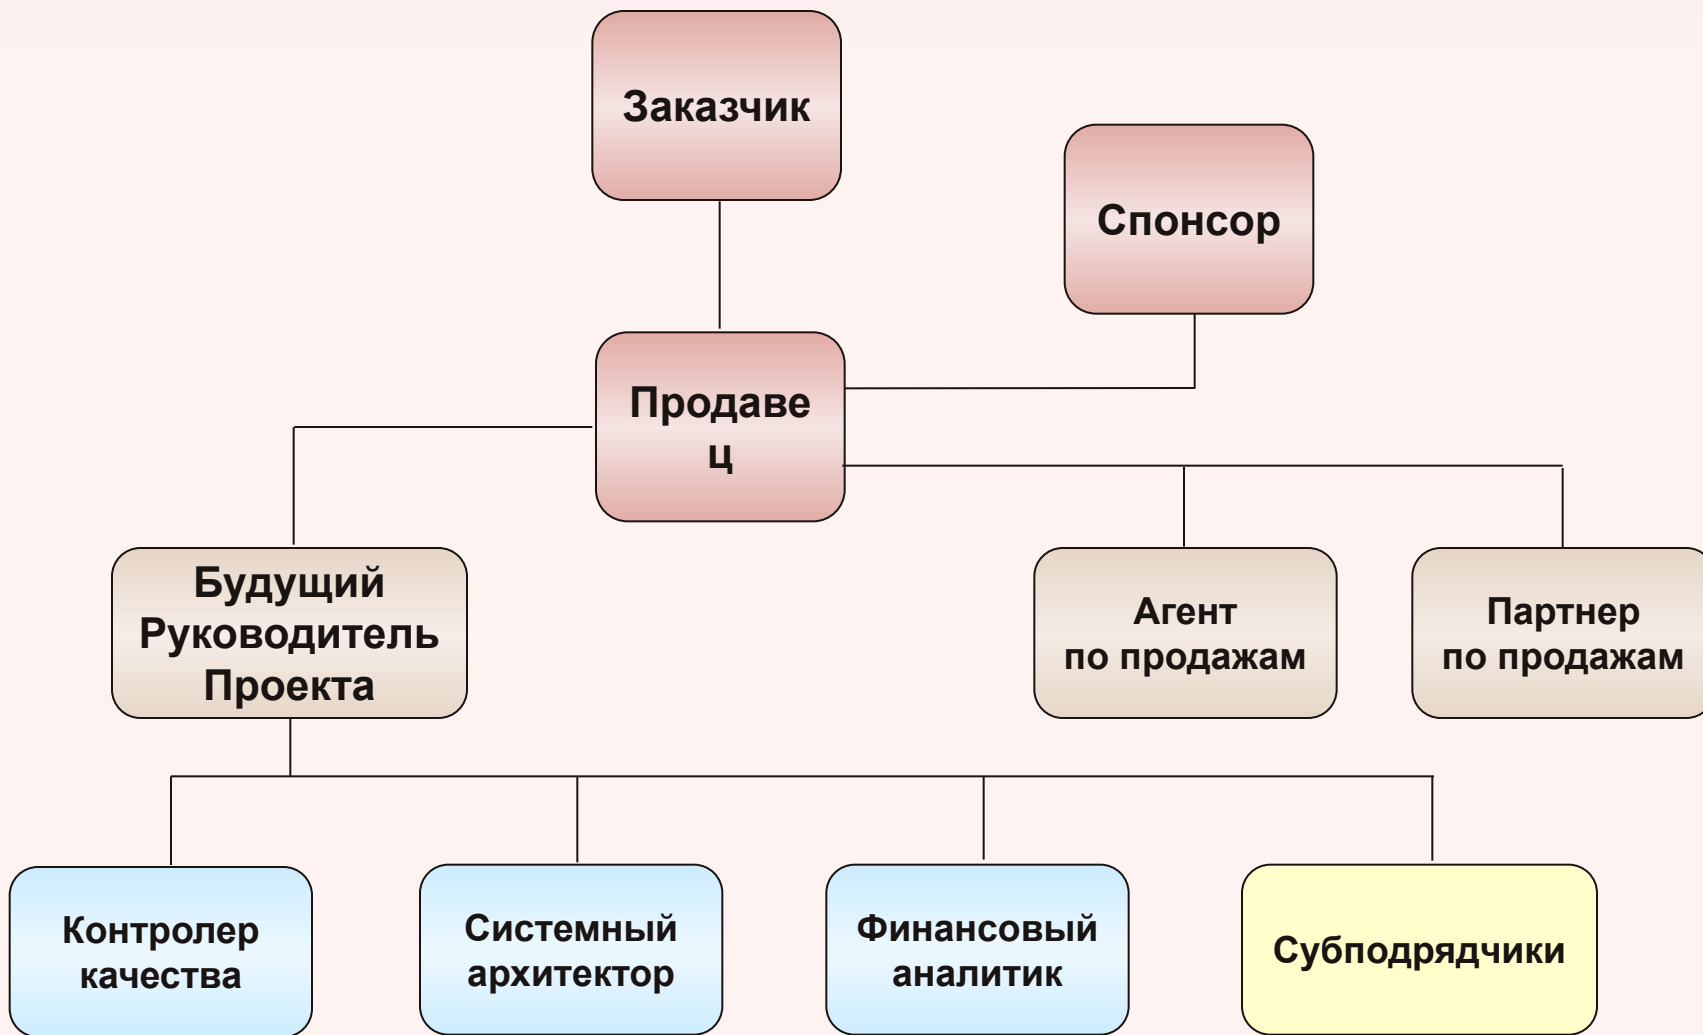 Заказчик
Спонсор
Продаве
ц
Будущий
Руководитель
Проекта
Агент
по продажам
Партнер
по продажам
Контролер
качества
Системный
архитектор
Финансовый
аналитик
Субподрядчики